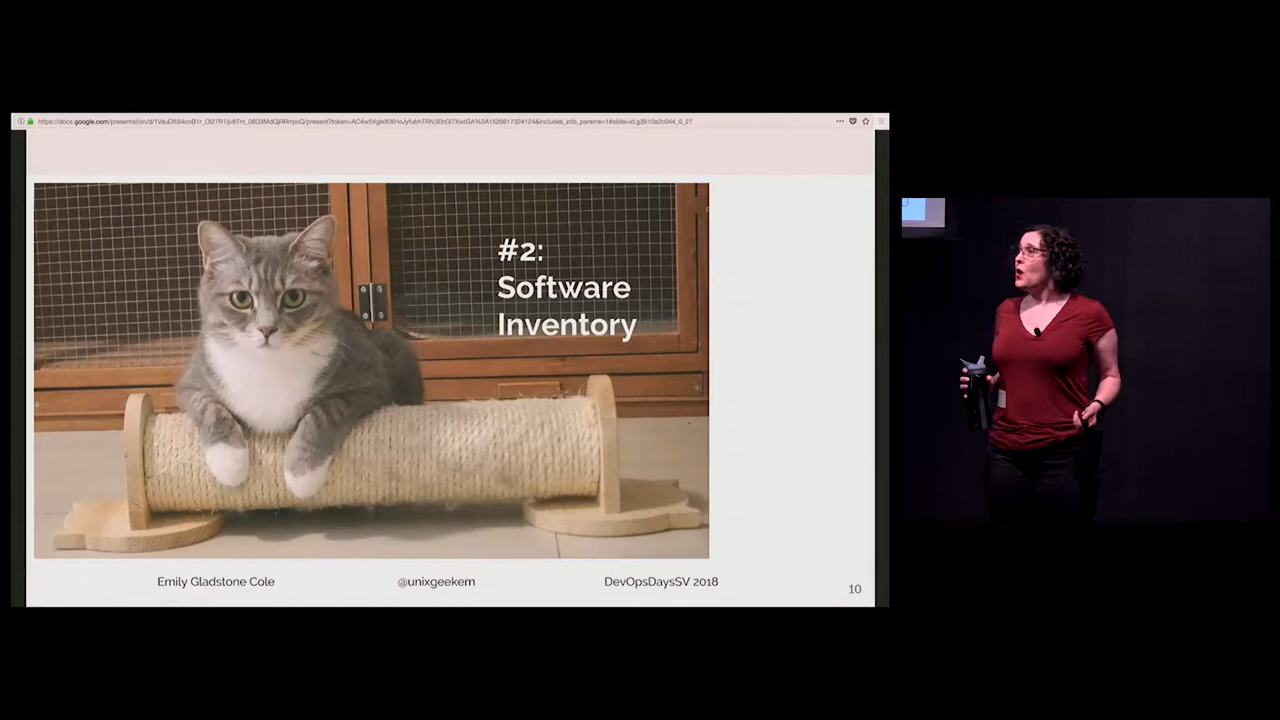 #2:
Software
Inventory
Emily Gladstone Cole
@unixgeekem
DevOpsDaysSV 2018
10